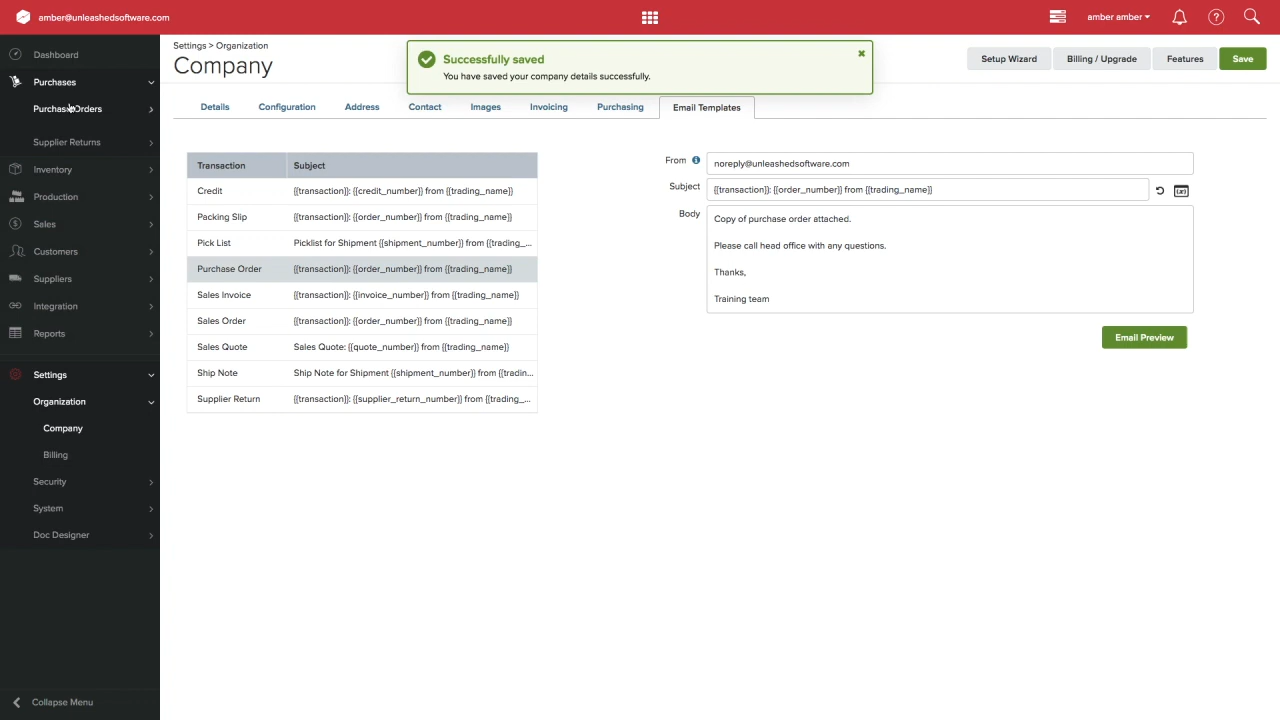 amber@unleashedsoftware.com
amber amber
Dashboard
Purchases
Purchase Orders
Supplier Returns
Inventory
Production
Sales
Customers
Suppliers
Integration
Reports
Settings
Organization
Company
Billing
Security
System
Doc Designer
Collapse Menu
Settings > Organization
Company
Successfully saved
You have saved your company details successfully.
Setup Wizard
Billing / Upgrade
Features
Save
Details
Configuration
Address
Contact
Images
Invoicing
Purchasing
Email Templates
Transaction Subject
Credit {{transaction}}: {{credit_number}} from {{trading_name}}
Packing Slip {{transaction}}: {{order_number}} from {{trading_name}}
Pick List Picklist for Shipment {{shipment_number}} from {{trading_...
Purchase Order {{transaction}}: {{order_number}} from {{trading_name}}
Sales Invoice {{transaction}}: {{invoice_number}} from {{trading_name}}
Sales Order {{transaction}}: {{order_number}} from {{trading_name}}
Sales Quote Sales Quote: {{quote_number}} from {{trading_name}}
Ship Note Ship Note for Shipment {{shipment_number}} from {{tradin...
Supplier Return {{transaction}}: {{supplier_return_number}} from {{trading_...
From noreply@unleashedsoftware.com
Subject {{transaction}}: {{order_number}} from {{trading_name}}
Body Copy of purchase order attached.
Please call head office with any questions.
Thanks,
Training team
Email Preview